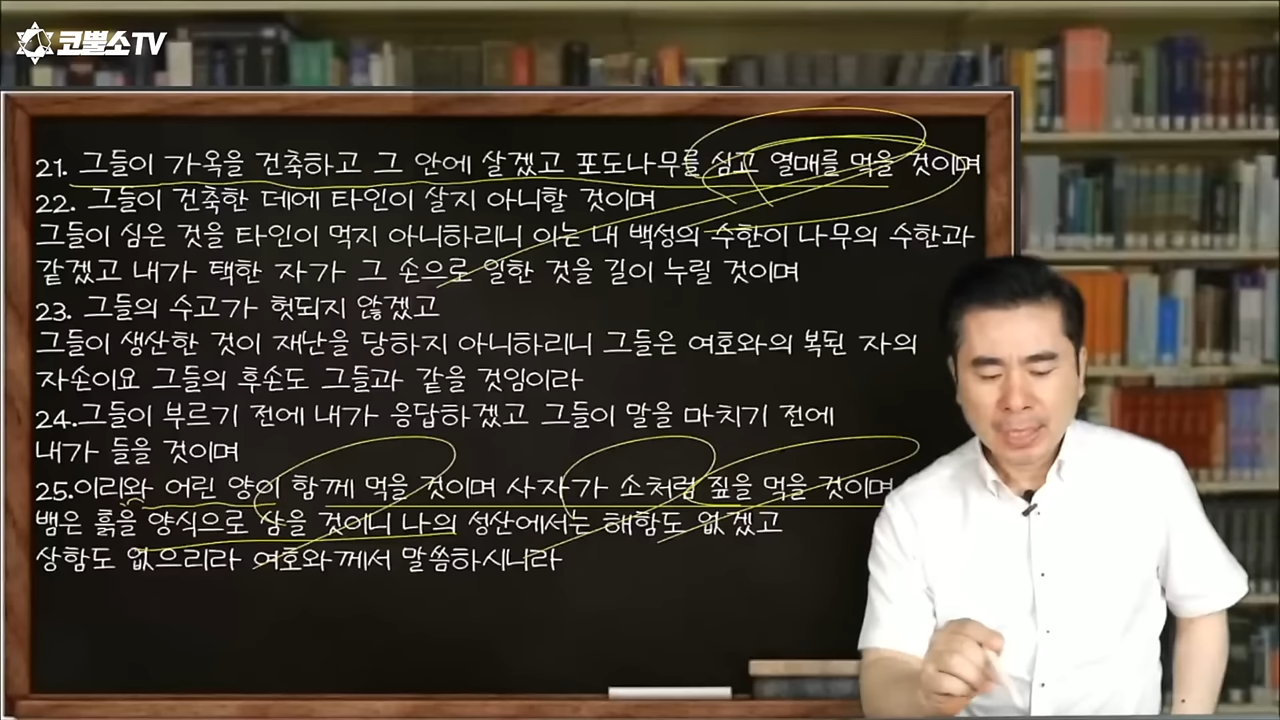 코뿔소TV
21. 그들이 가옥을 건축하고 그 안에 살겠고 포도나무를 심고 열매를 먹을 것이며
22. 그들이 건축한 데에 타인이 살지 아니할 것이며
그들이 심은 것을 타인이 먹지 아니하리니 이는 내 백성의 수한이 나무의 수한과
같겠고 내가 택한 자가 그 손으로 일한 것을 길이 누릴 것이며
23. 그들의 수고가 헛되지 않겠고
그들이 생산한 것이 재난을 당하지 아니하리니 그들은 여호와의 복된 자의
자손이요 그들의 후손도 그들과 같을 것임이라
24.그들이 부르기 전에 내가 응답하겠고 그들이 말을 마치기 전에
내가 들을 것이며
25.이리와 어린 양이 함께 먹을 것이며 사자가 소처럼 짚을 먹을 것이며
뱀은 흙을 양식으로 삼을 것이니 나의 성산에서는 해함도 없겠고
상함도 없으리라 여호와께서 말씀하시니라